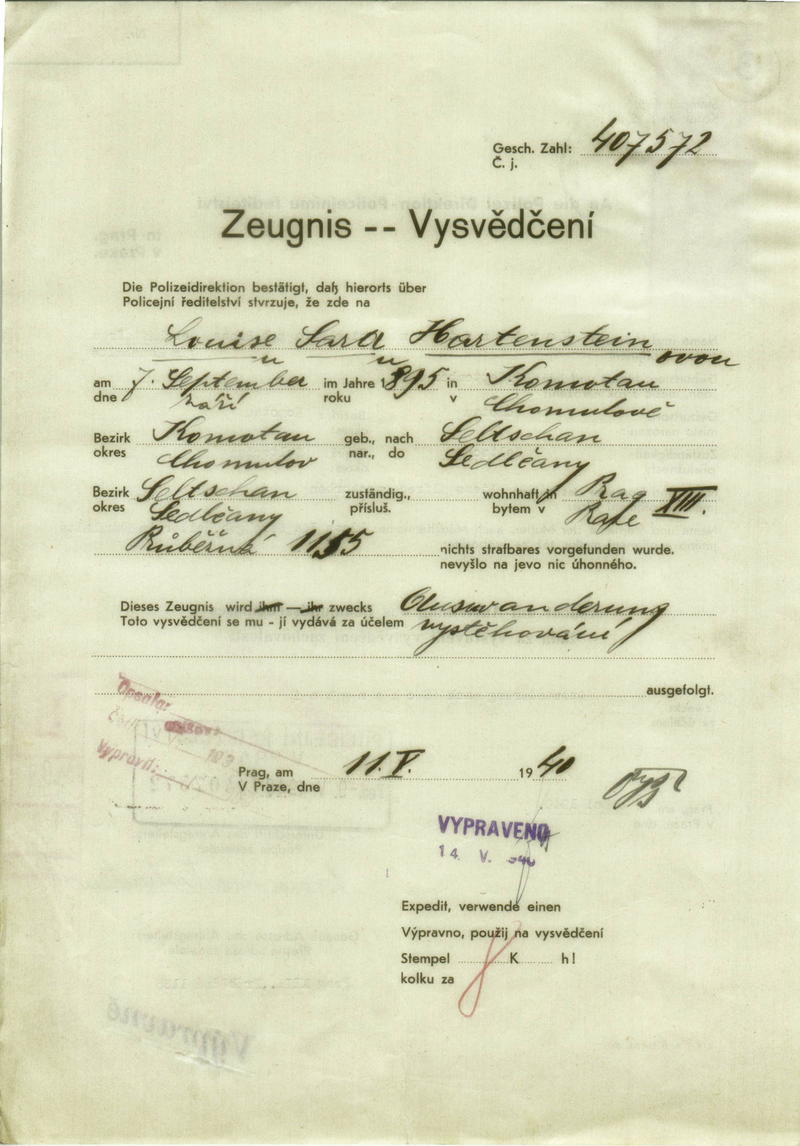 Gesch. Zahl: 407572
Č. j.
Zeugnis -- Vysvědčení
Die Polizeidirektion bestätigt, daß hierorts über
Policejní ředitelství stvrzuje, že zde na
Louise Sara Hartenstein ovou
am 7. September im Jahre 1895 in Komotau
dne září roku v Chomutově
Bezirk Komotau geb., nach Seltschan
okres Chomutov nar., do Sedlčany
Bezirk Seltschan zuständig., wohnhaft in Prag XIII.
okres Sedlčany přísluš. bytem v Praze
Průběžná 1155 nichts strafbares vorgefunden wurde.
nevyšlo na jevo nic úhonného.
Dieses Zeugnis wird ihm — ihr zwecks Auswanderung
Toto vysvědčení se mu - jí vydává za účelem vystěhování
ausgefolgt.
Opsala:
Vypravil:
Prag, am 11. V. 1940
V Praze, dne
VYPRAVENO
14. V.
Expedit, verwende einen
Výpravno, použij na vysvědčení
Stempel K h!
kolku za